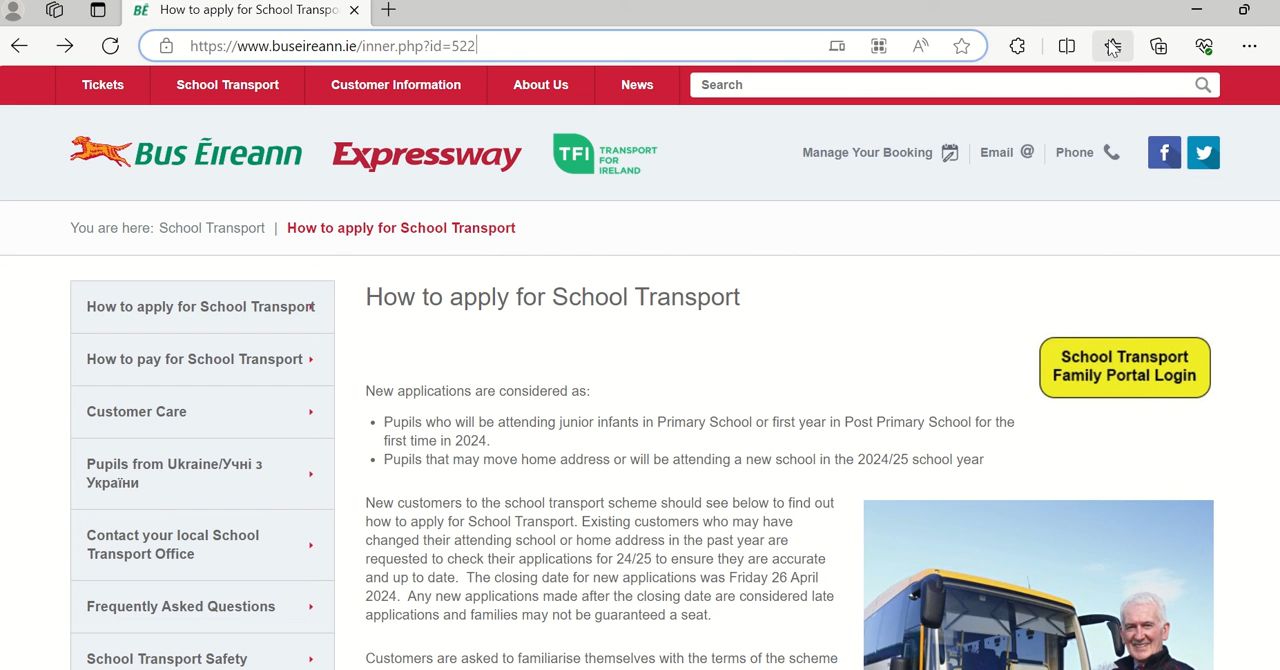 BÉ How to apply for School Transpo
https://www.buseireann.ie/inner.php?id=522
Tickets School Transport Customer Information About Us News Search
Bus Éireann Expressway TFI TRANSPORT FOR IRELAND Manage Your Booking Email @ Phone
You are here: School Transport | How to apply for School Transport
How to apply for School Transport
How to pay for School Transport
Customer Care
Pupils from Ukraine/Учні з
України
Contact your local School
Transport Office
Frequently Asked Questions
School Transport Safety
How to apply for School Transport
School Transport
Family Portal Login
New applications are considered as:
• Pupils who will be attending junior infants in Primary School or first year in Post Primary School for the
first time in 2024.
• Pupils that may move home address or will be attending a new school in the 2024/25 school year
New customers to the school transport scheme should see below to find out
how to apply for School Transport. Existing customers who may have
changed their attending school or home address in the past year are
requested to check their applications for 24/25 to ensure they are accurate
and up to date. The closing date for new applications was Friday 26 April
2024. Any new applications made after the closing date are considered late
applications and families may not be guaranteed a seat.
Customers are asked to familiarise themselves with the terms of the scheme